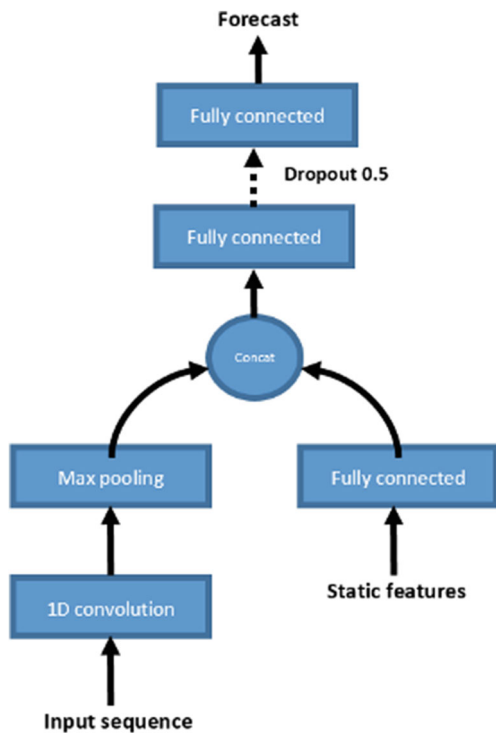 Forecast
Fully connected
Dropout 0.5
Fully connected
Concat
Max pooling
Fully connected
1D convolution
Static features
Input sequence